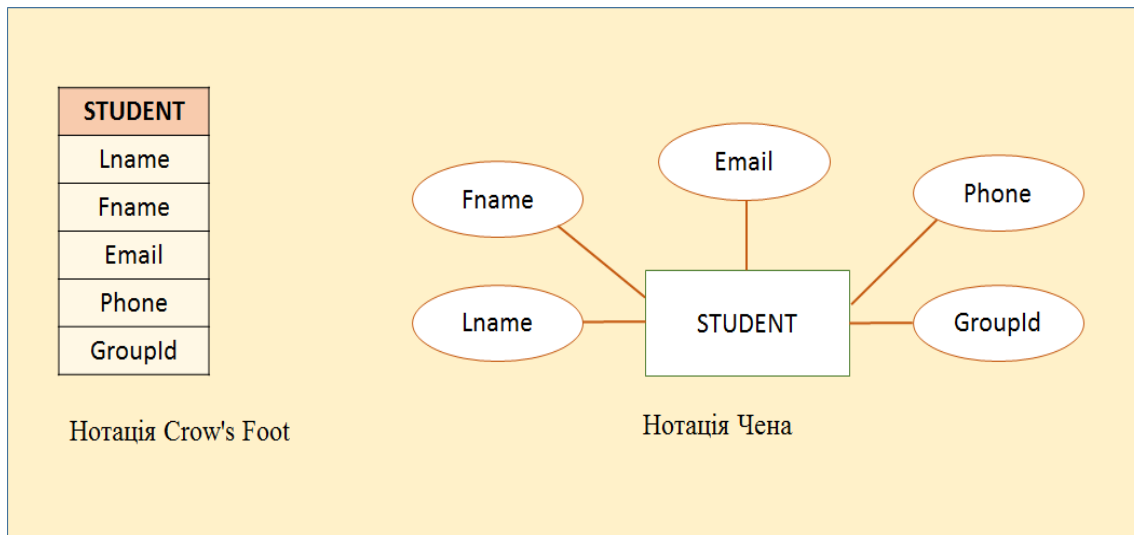 STUDENT
Lname
Fname
Email
Phone
GroupId
Нотація Crow's Foot
Email
Fname
Phone
Lname
STUDENT
GroupId
Нотація Чена